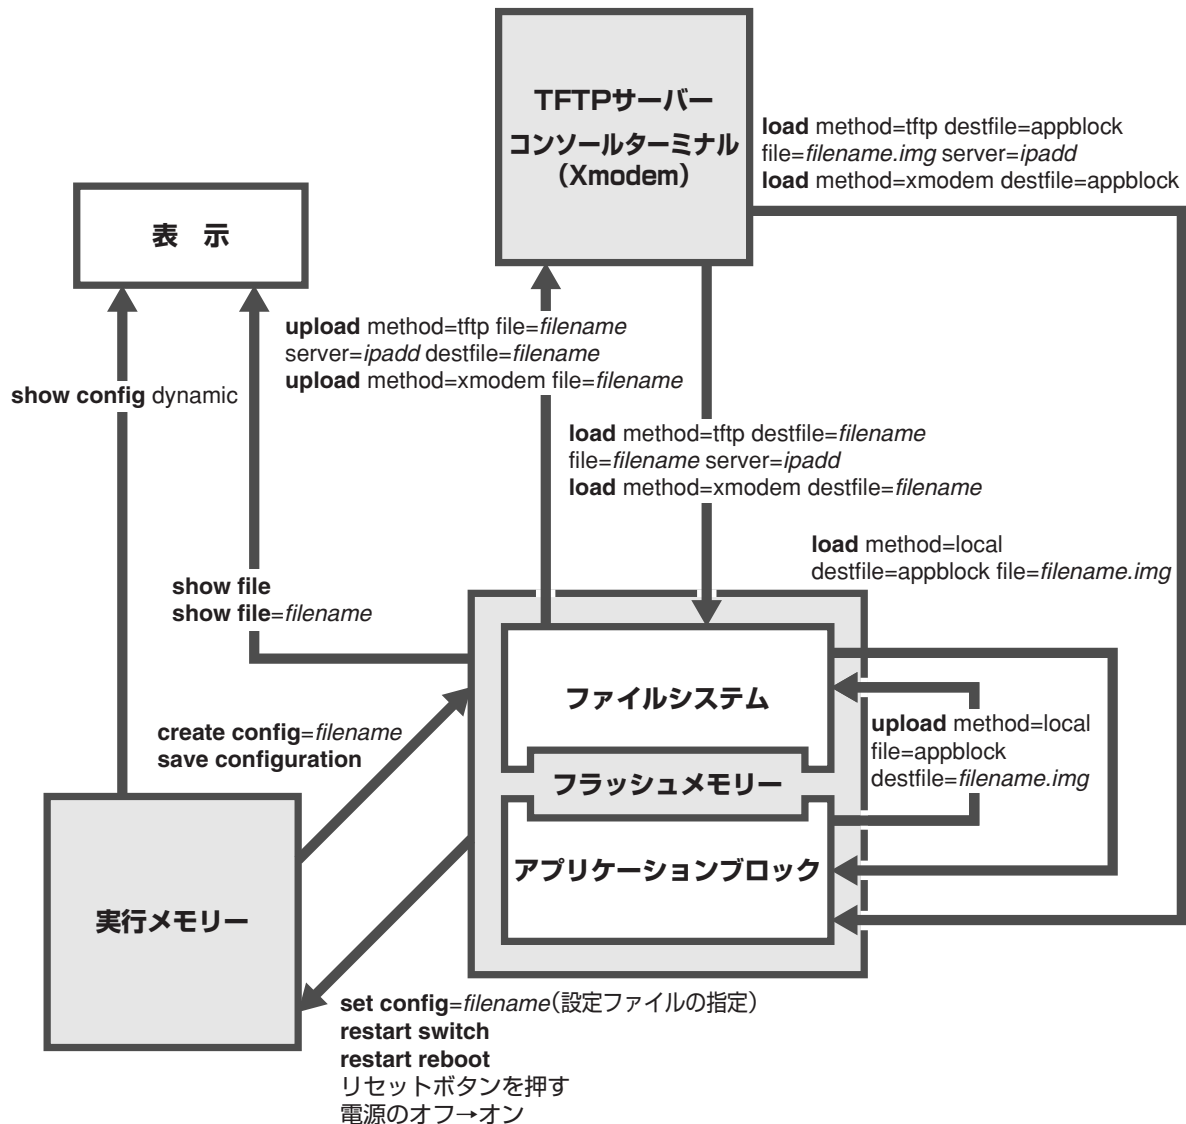 TFTPサーバー
コンソールターミナル
（Xmodem）
load method=tftp destfile=appblock
file=filename.img server=ipadd
load method=xmodem destfile=appblock
表 示
upload method=tftp file=filename
server=ipadd destfile=filename
upload method=xmodem file=filename
show config dynamic
load method=tftp destfile=filename
file=filename server=ipadd
load method=xmodem destfile=filename
load method=local
destfile=appblock file=filename.img
show file
show file=filename
ファイルシステム
upload method=local
file=appblock
destfile=filename.img
create config=filename
save configuration
フラッシュメモリー
アプリケーションブロック
実行メモリー
set config=filename（設定ファイルの指定）
restart switch
restart reboot
リセットボタンを押す
電源のオフ→オン